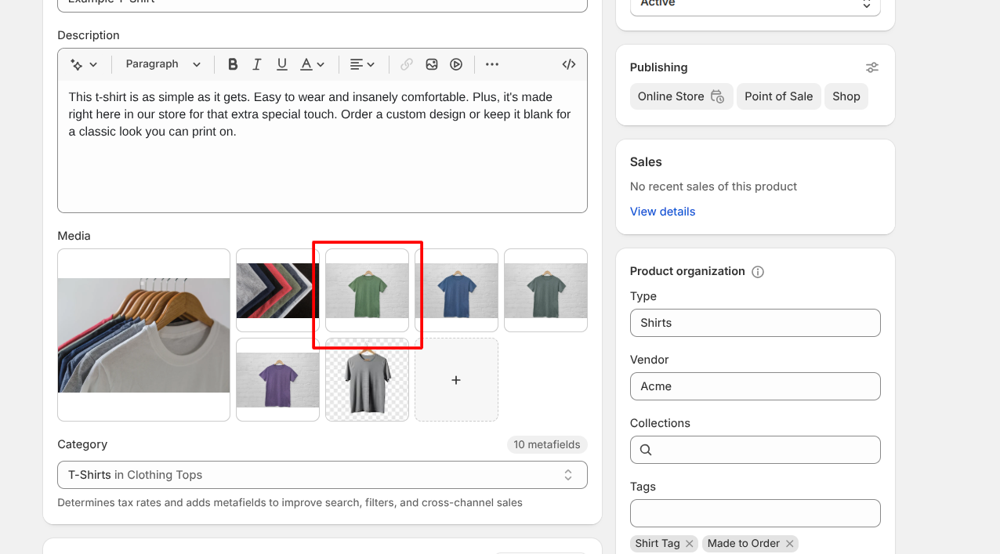 Example T-Shirt
Active
Description
Paragraph
B I U A
This t-shirt is as simple as it gets. Easy to wear and insanely comfortable. Plus, it's made
right here in our store for that extra special touch. Order a custom design or keep it blank for
a classic look you can print on.
Media
Category
10 metafields
T-Shirts in Clothing Tops
Determines tax rates and adds metafields to improve search, filters, and cross-channel sales
Publishing
Online Store
Point of Sale
Shop
Sales
No recent sales of this product
View details
Product organization
Type
Shirts
Vendor
Acme
Collections
Tags
Shirt Tag
Made to Order